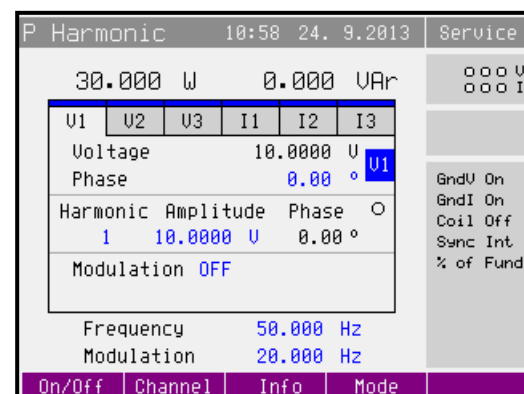 P Harmonic 10:58 24. 9.2013 Service
30.000 W 0.000 VAr
ooo V
ooo I
V1 V2 V3 I1 I2 I3
Voltage 10.0000 V
V1
Phase 0.00 °
Harmonic Amplitude Phase
1 10.0000 V 0.00 °
Modulation OFF
Frequency 50.000 Hz
Modulation 20.000 Hz
GndV On
GndI On
Coil Off
Sync Int
% of Fund
On/Off Channel Info Mode